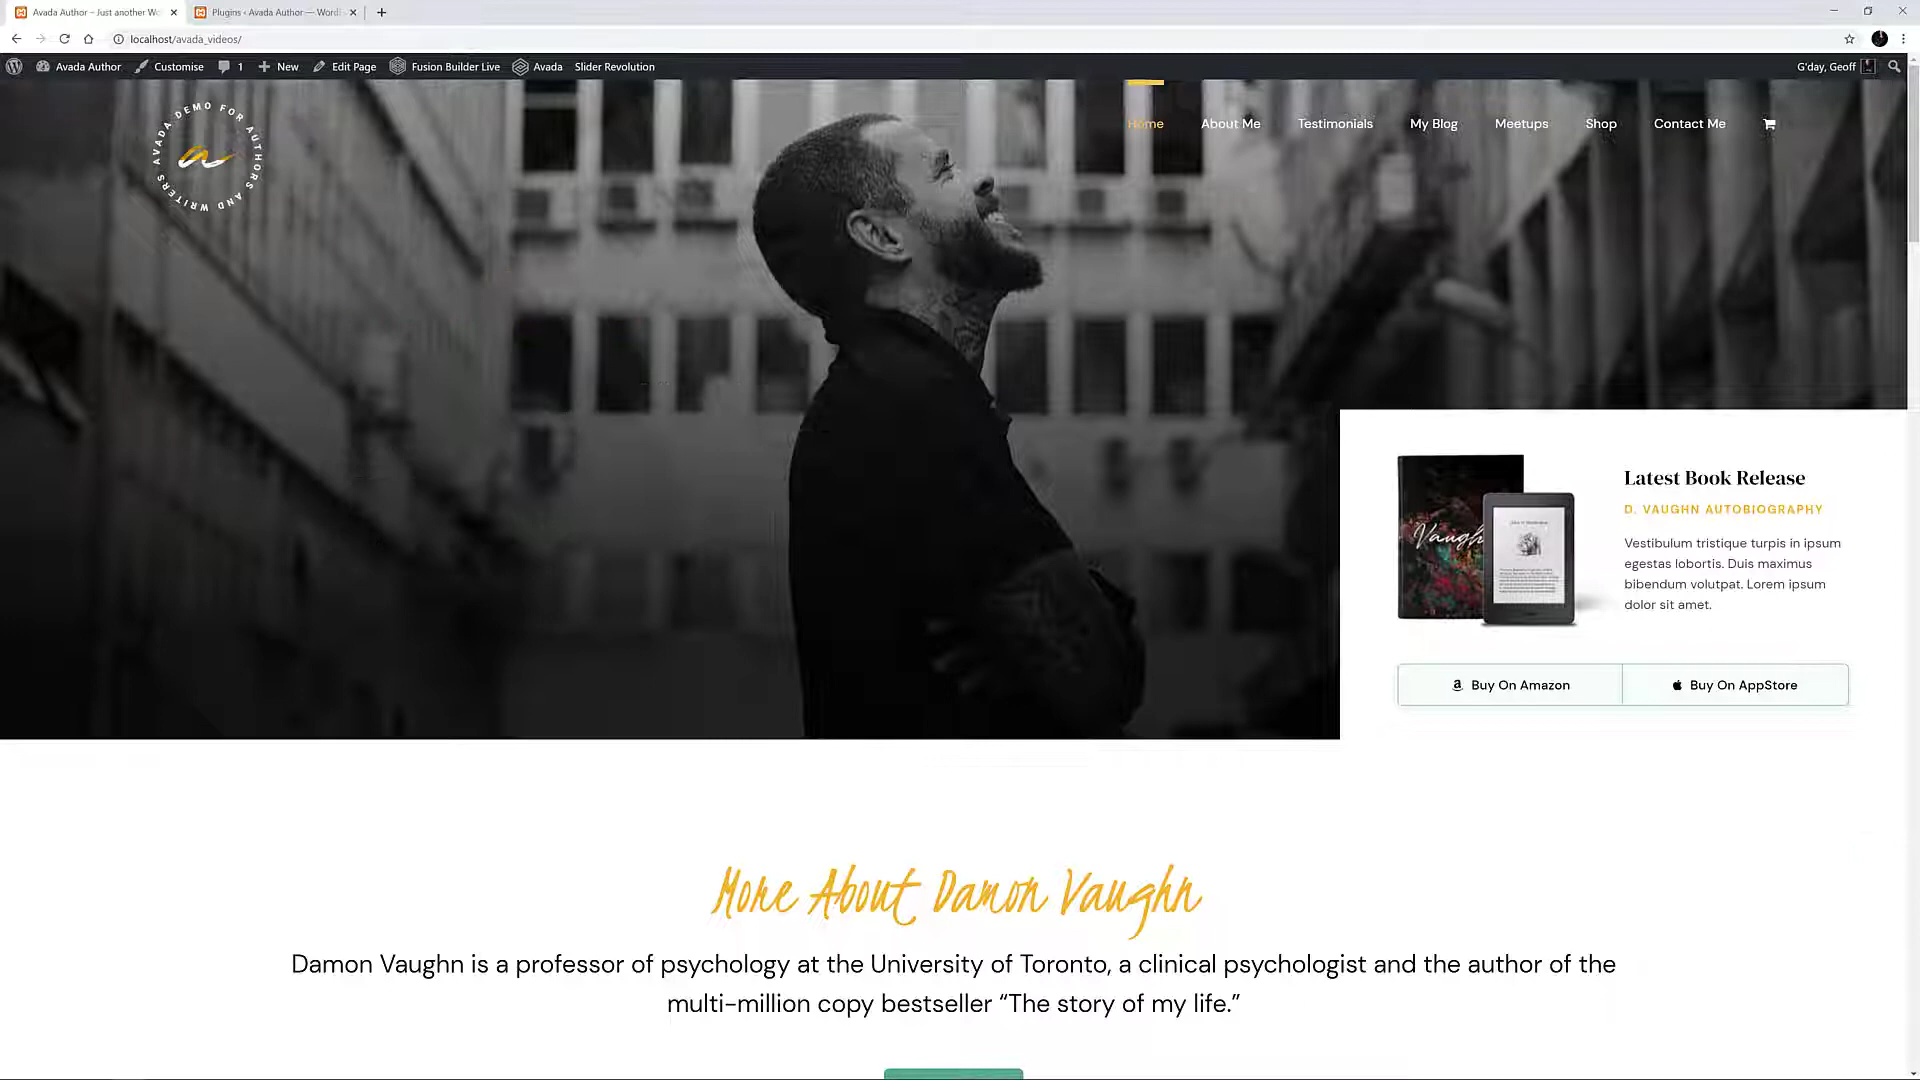 Avada Author – Just another Wo
Plugins ‹ Avada Author — WordP
localhost/avada_videos/
Avada Author
Customise
1
New
Edit Page
Fusion Builder Live
Avada
Slider Revolution
G'day, Geoff
AVADA DEMO FOR AUTHORS AND WRITERS
a
Home
About Me
Testimonials
My Blog
Meetups
Shop
Contact Me
Vaugh
Latest Book Release
D. VAUGHN AUTOBIOGRAPHY
Vestibulum tristique turpis in ipsum
egestas lobortis. Duis maximus
bibendum volutpat. Lorem ipsum
dolor sit amet.
Buy On Amazon
Buy On AppStore
More About Damon Vaughn
Damon Vaughn is a professor of psychology at the University of Toronto, a clinical psychologist and the author of the
multi-million copy bestseller “The story of my life.”